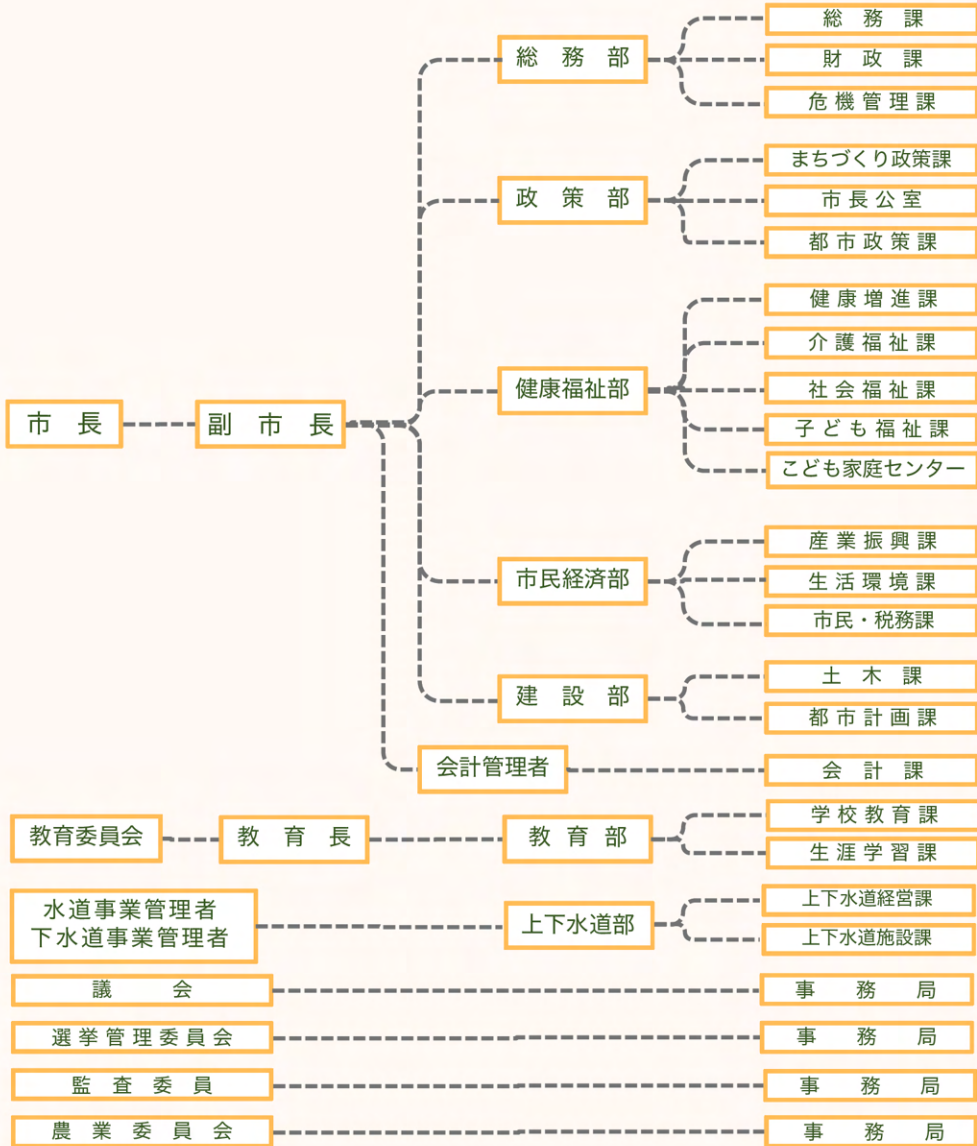 市長
副市長
総務部
総務課
財政課
危機管理課
政策部
まちづくり政策課
市長公室
都市政策課
健康福祉部
健康増進課
介護福祉課
社会福祉課
子ども福祉課
こども家庭センター
市民経済部
産業振興課
生活環境課
市民・税務課
建設部
土木課
都市計画課
会計管理者
会計課
教育委員会
教育長
教育部
学校教育課
生涯学習課
水道事業管理者
下水道事業管理者
上下水道部
上下水道経営課
上下水道施設課
議会
事務局
選挙管理委員会
事務局
監査委員
事務局
農業委員会
事務局